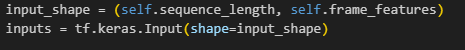 input_shape = (self.sequence_length, self.frame_features)
inputs = tf.keras.Input(shape=input_shape)